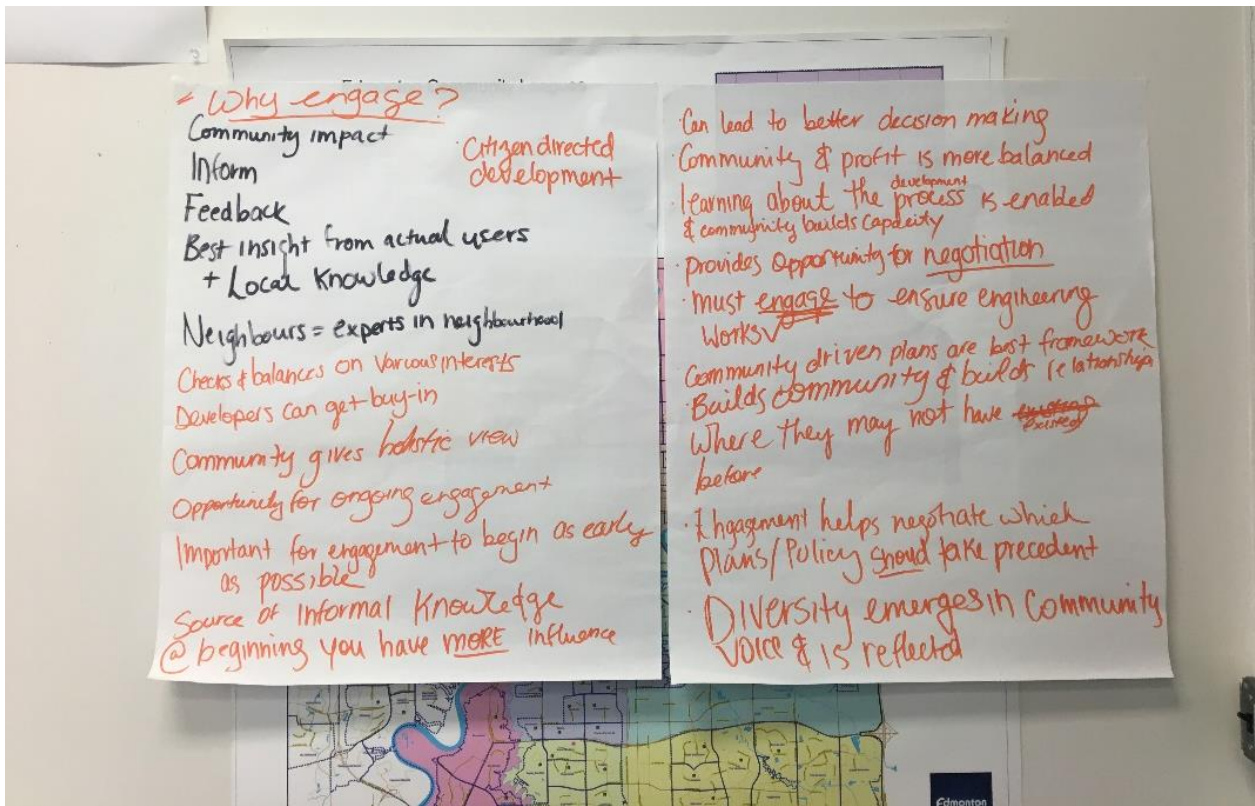 Edmonton Community Leagues
Why engage?
Community impact
Inform
Feedback
Best insight from actual users
+ Local Knowledge
Neighbours = experts in neighbourhood
Citizen directed
development
Checks & balances on various interests
Developers can get buy-in
Community gives holistic view
Opportunity for ongoing engagement
Important for engagement to begin as early
as possible
Source of Informal Knowledge
@ beginning you have MORE influence
· Can lead to better decision making
· Community & profit is more balanced
· learning about the development process is enabled
& community builds capacity
· provides opportunity for negotiation
· must engage to ensure engineering
works
· Community driven plans are best framework
· Builds community & builds relationships
where they may not have existed
before
· Engagement helps negotiate which
plans/policy should take precedent
· Diversity emerges in Community
voice & is reflected
Edmonton